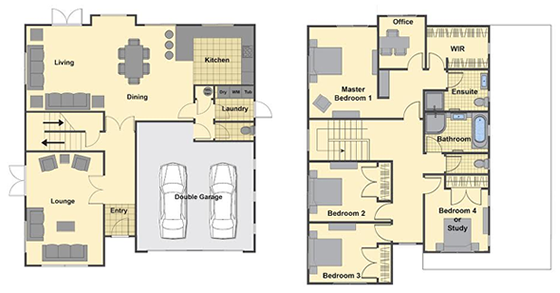 Living
Dining
Kitchen
Dry WM Tub
Laundry
Lounge
Entry
Double Garage
Office
WIR
Master
Bedroom 1
Ensuite
Bathroom
Bedroom 2
Bedroom 3
Bedroom 4
or
Study